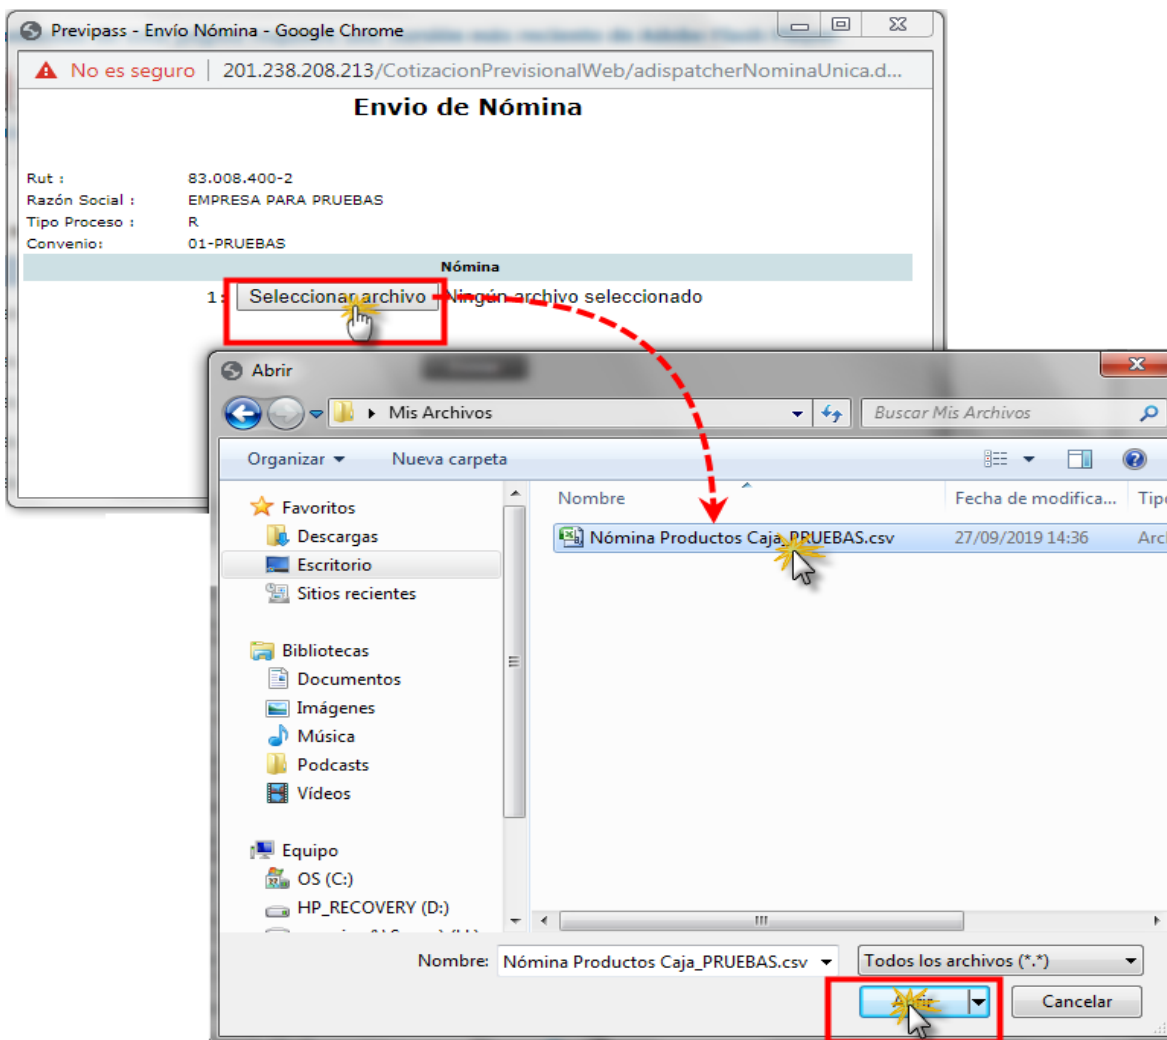 Previpass - Envío Nómina - Google Chrome
No es seguro | 201.238.208.213/CotizacionPrevisionalWeb/adispatcherNominaUnica.d...
Envio de Nómina
Rut : 83.008.400-2
Razón Social : EMPRESA PARA PRUEBAS
Tipo Proceso : R
Convenio: 01-PRUEBAS
Nómina
1: Seleccionar archivo Ningún archivo seleccionado
Abrir
Mis Archivos
Buscar Mis Archivos
Organizar
Nueva carpeta
Nombre
Fecha de modifica...
Tipo
Favoritos
Descargas
Escritorio
Sitios recientes
Bibliotecas
Documentos
Imágenes
Música
Podcasts
Vídeos
Equipo
OS (C:)
HP_RECOVERY (D:)
Nómina Productos Caja_PRUEBAS.csv
27/09/2019 14:36
Arc
Nombre: Nómina Productos Caja_PRUEBAS.csv
Todos los archivos (*.*)
Abrir
Cancelar